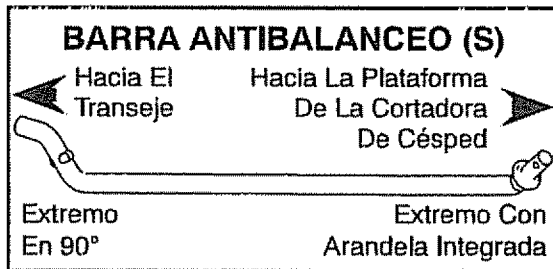 BARRA ANTIBALANCEO (S)
Hacia El
Transeje
Hacia La Plataforma
De La Cortadora
De Césped
Extremo
En 90°
Extremo Con
Arandela Integrada